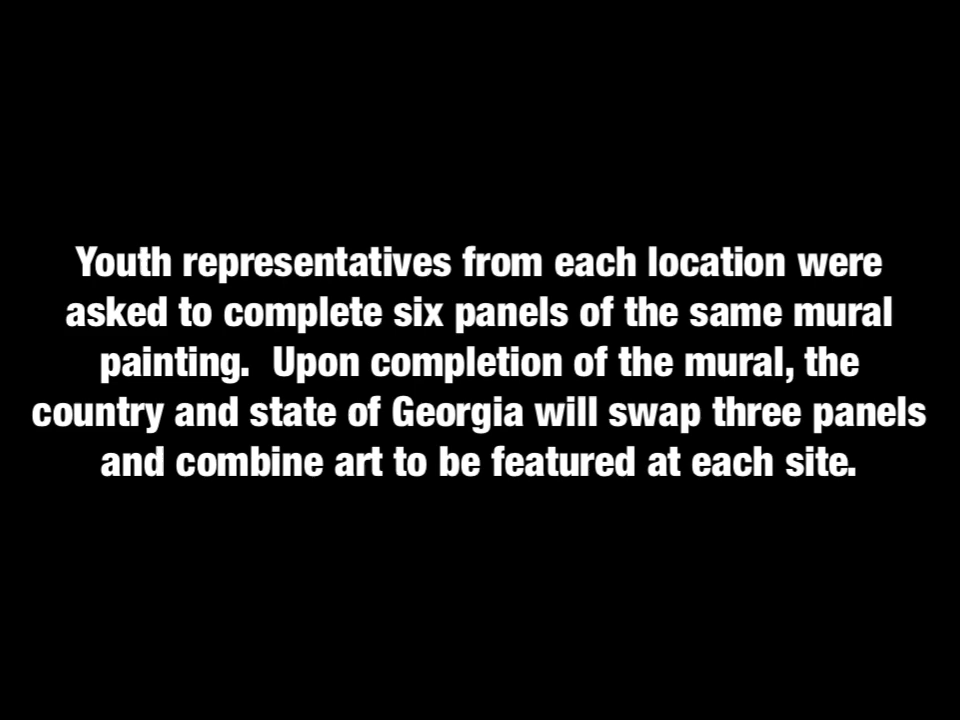 Youth representatives from each location were
asked to complete six panels of the same mural
painting.  Upon completion of the mural, the
country and state of Georgia will swap three panels
and combine art to be featured at each site.